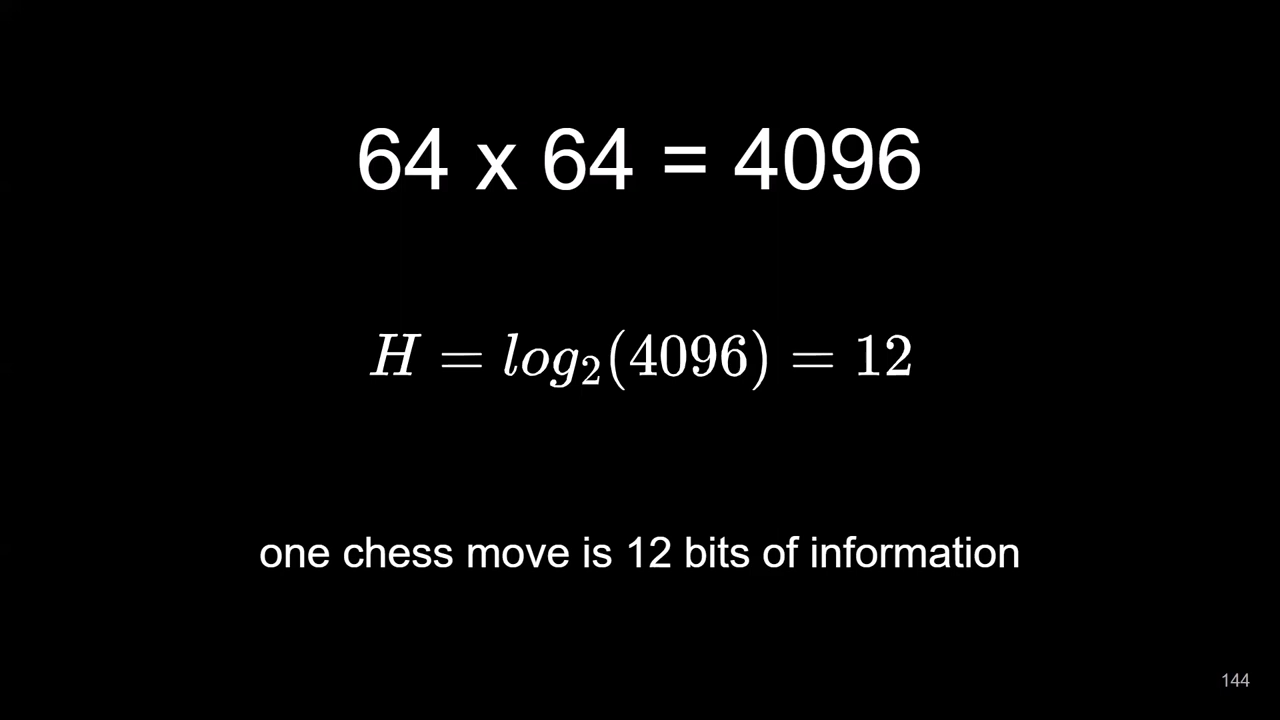 64 x 64 = 4096
H = log₂(4096) = 12
one chess move is 12 bits of information
144